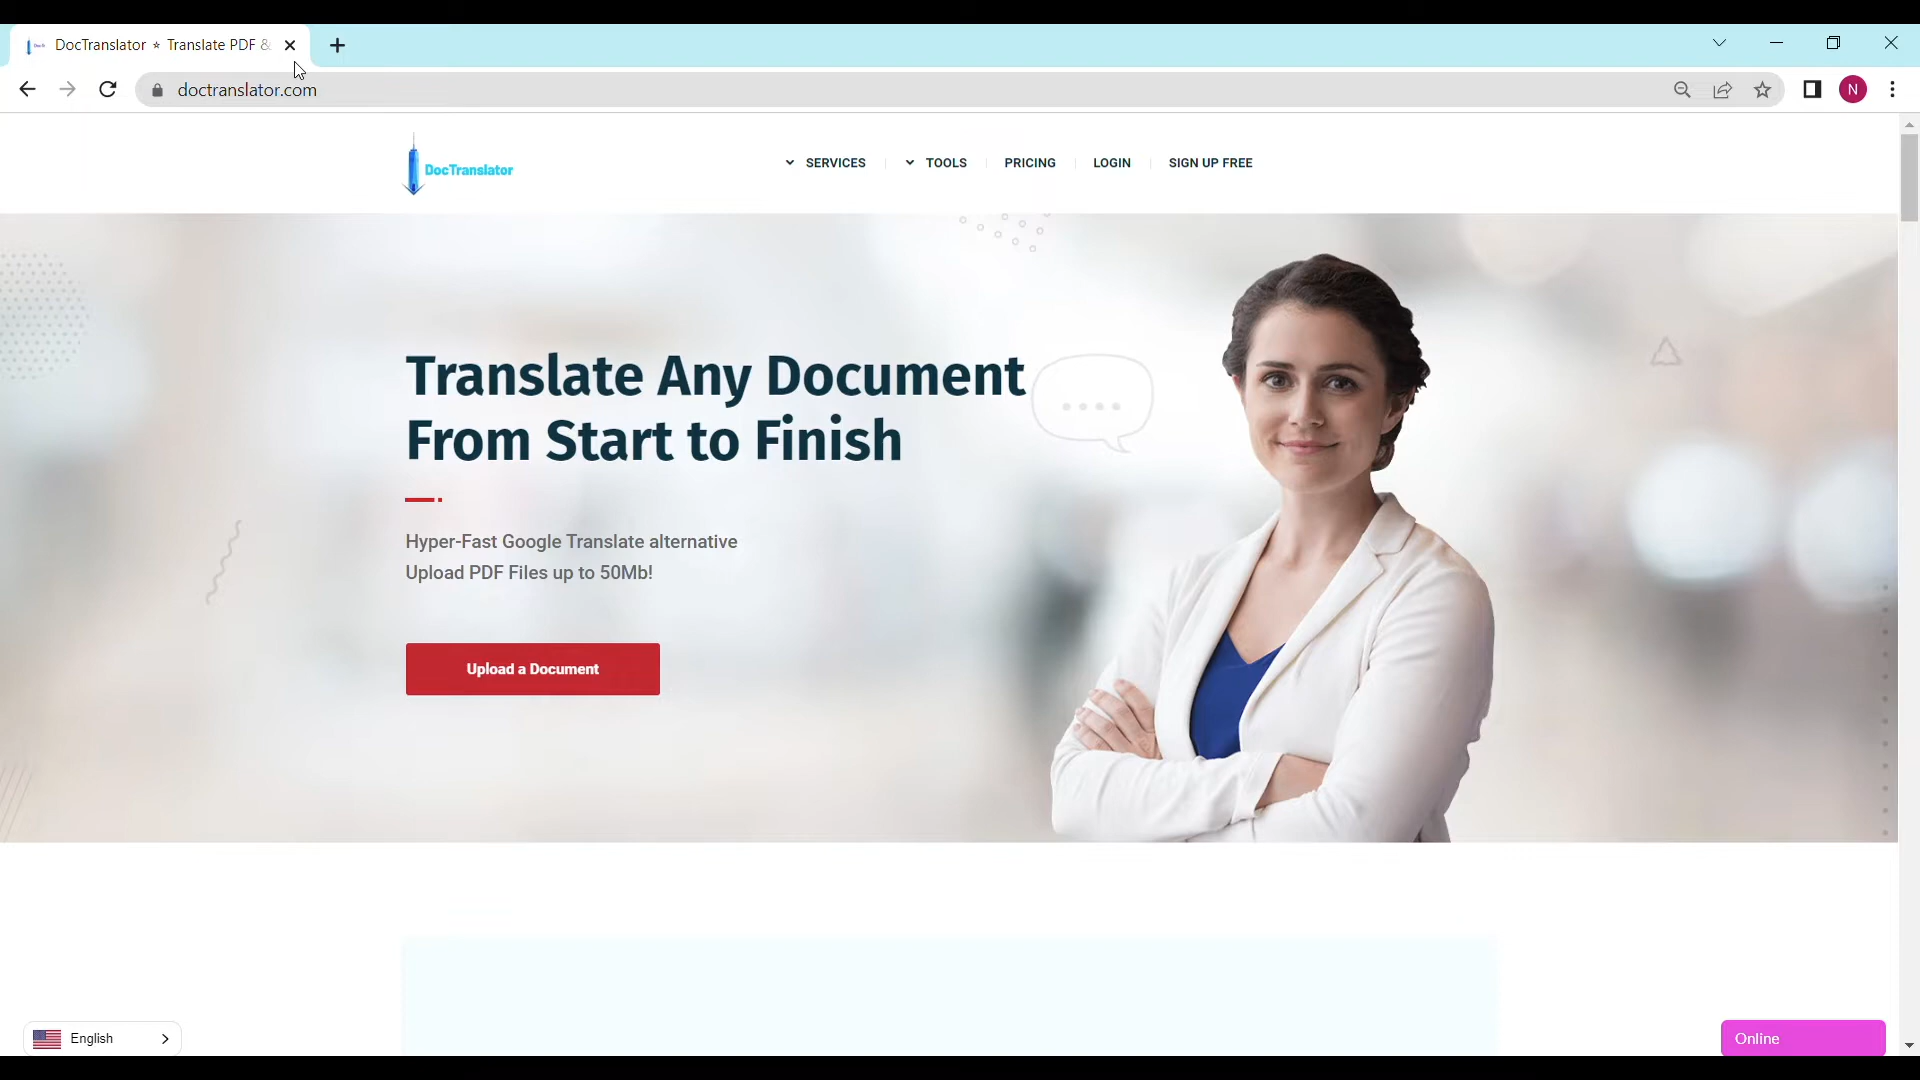 DocTranslator ⭑ Translate PDF &
doctranslator.com
N
DocTranslator
SERVICES
TOOLS
PRICING
LOGIN
SIGN UP FREE
Translate Any Document
From Start to Finish
Hyper-Fast Google Translate alternative
Upload PDF Files up to 50Mb!
Upload a Document
English
Online